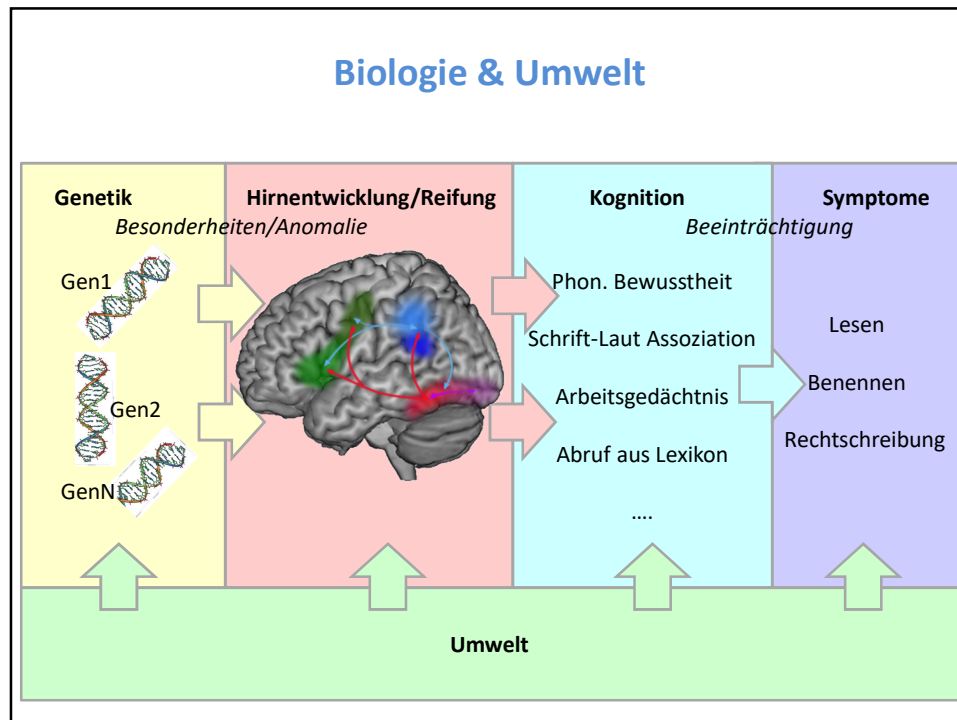 Biologie & Umwelt
Genetik
Hirnentwicklung/Reifung
Kognition
Symptome
Besonderheiten/Anomalie
Beeinträchtigung
Gen1
Gen2
GenN
Phon. Bewusstheit
Schrift-Laut Assoziation
Arbeitsgedächtnis
Abruf aus Lexikon
....
Lesen
Benennen
Rechtschreibung
Umwelt